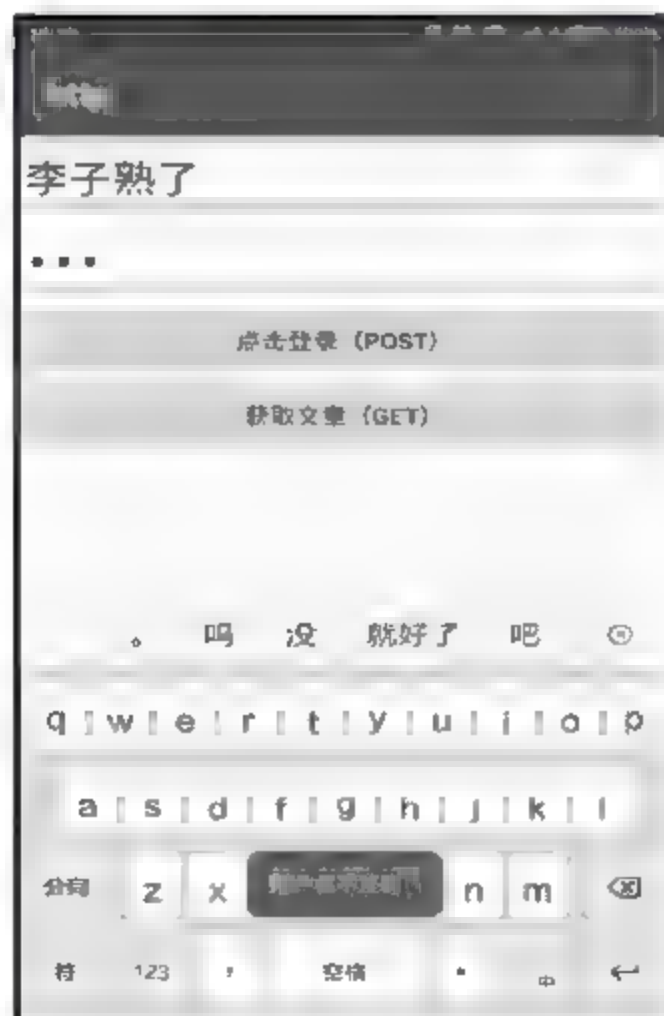 李子熟了
•••
点击登录（POST）
获取文章（GET）
。 吗 没 就好了 吧
q w e r t y u i o p
a s d f g h j k l
分词 z x n m
符 123 , 空格 . 中